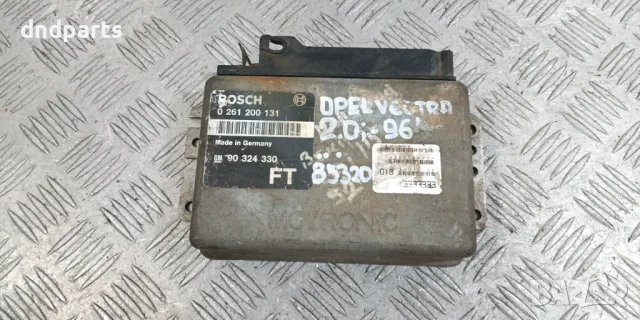 dndparts
BOSCH
0 261 200 131
Made in Germany
GM 90 324 330
FT
OPEL VECTRA
2.0i-96'
85320
MOTRONIC
BAZAR